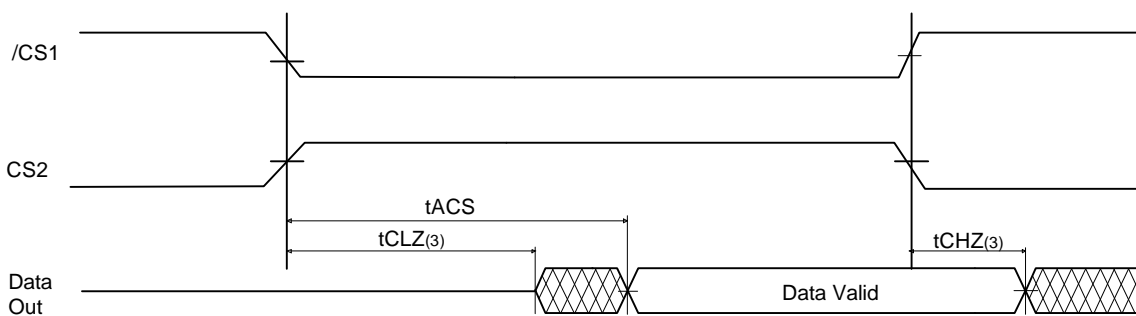 /CS1
CS2
tACS
tCLZ(3)
tCHZ(3)
Data
Out
Data Valid